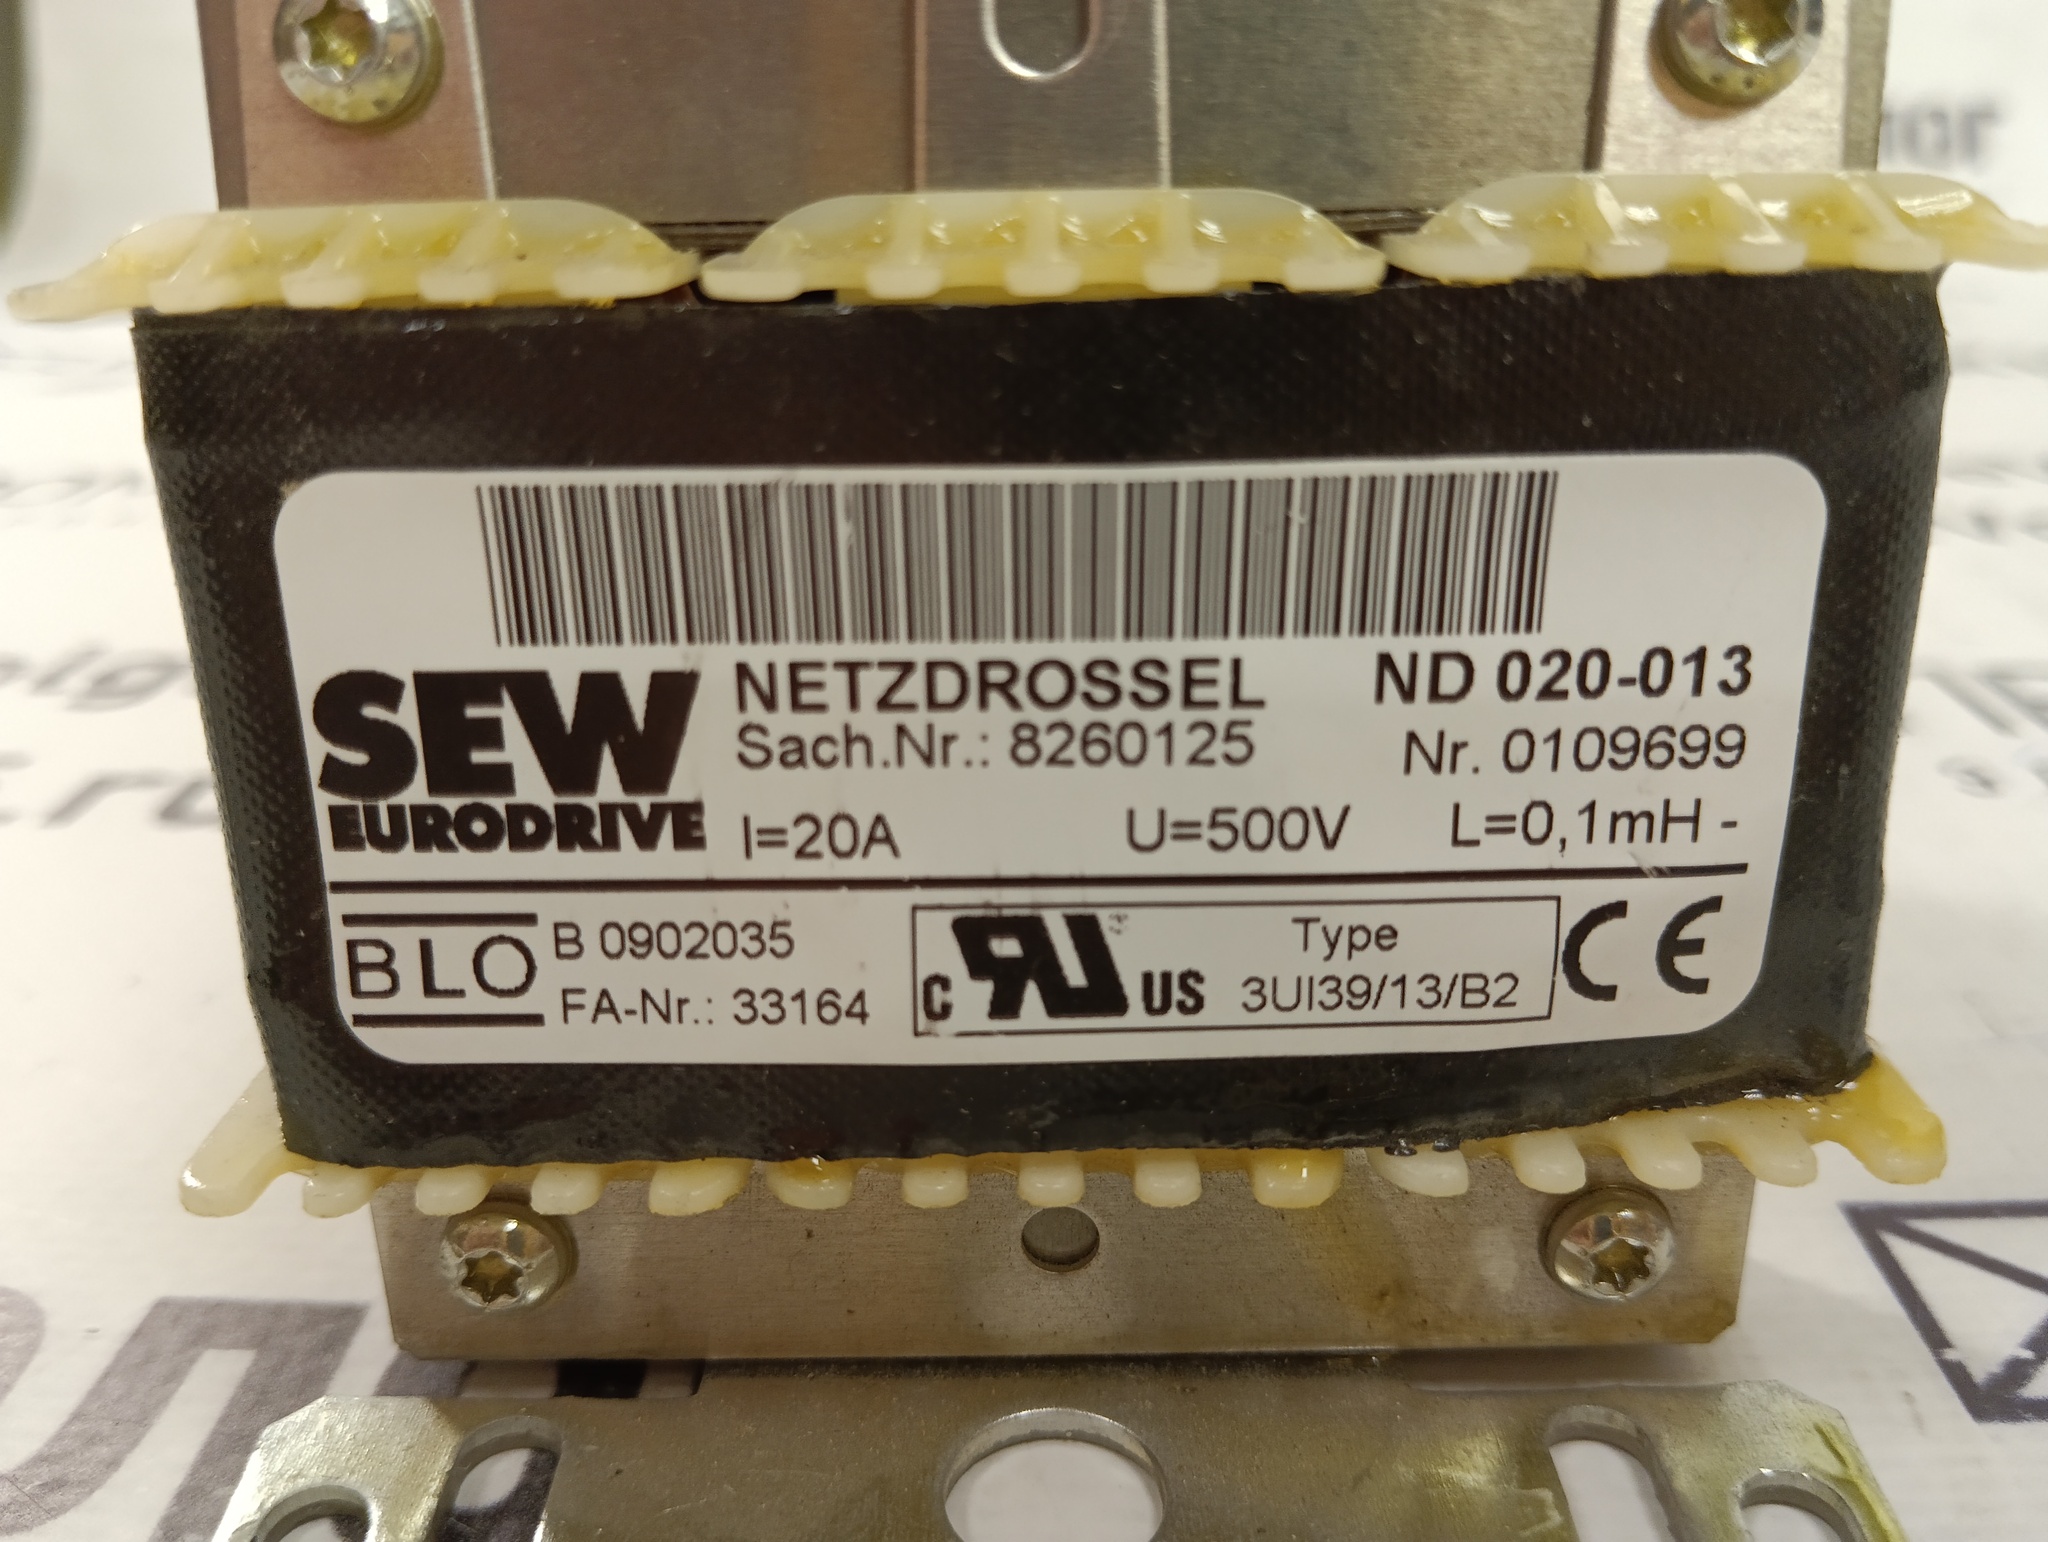 SEW
EURODRIVE
NETZDROSSEL ND 020-013
Sach.Nr.: 8260125 Nr. 0109699
I=20A U=500V L=0,1mH -
BLO
B 0902035
FA-Nr.: 33164
C RU US
Type
3UI39/13/B2
CE